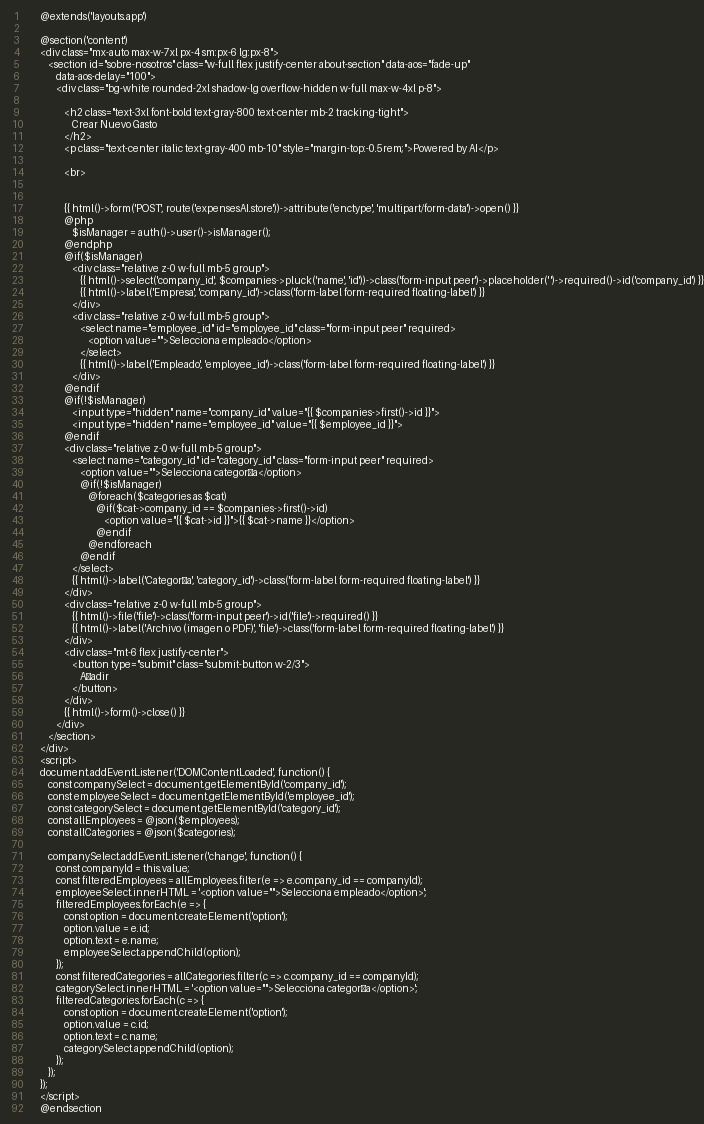 1 @extends('layouts.app')
2
3 @section('content')
4 <div class="mx-auto max-w-7xl px-4 sm:px-6 lg:px-8">
5 <section id="sobre-nosotros" class="w-full flex justify-center about-section" data-aos="fade-up"
6 data-aos-delay="100">
7 <div class="bg-white rounded-2xl shadow-lg overflow-hidden w-full max-w-4xl p-8">
8
9 <h2 class="text-3xl font-bold text-gray-800 text-center mb-2 tracking-tight">
10 Crear Nuevo Gasto
11 </h2>
12 <p class="text-center italic text-gray-400 mb-10" style="margin-top:-0.5rem;">Powered by AI</p>
13
14 <br>
15
16
17 {{ html()->form('POST', route('expensesAI.store'))->attribute('enctype', 'multipart/form-data')->open() }}
18 @php
19 $isManager = auth()->user()->isManager();
20 @endphp
21 @if($isManager)
22 <div class="relative z-0 w-full mb-5 group">
23 {{ html()->select('company_id', $companies->pluck('name', 'id'))->class('form-input peer')->placeholder(' ')->required()->id('company_id') }}
24 {{ html()->label('Empresa', 'company_id')->class('form-label form-required floating-label') }}
25 </div>
26 <div class="relative z-0 w-full mb-5 group">
27 <select name="employee_id" id="employee_id" class="form-input peer" required>
28 <option value="">Selecciona empleado</option>
29 </select>
30 {{ html()->label('Empleado', 'employee_id')->class('form-label form-required floating-label') }}
31 </div>
32 @endif
33 @if(!$isManager)
34 <input type="hidden" name="company_id" value="{{ $companies->first()->id }}">
35 <input type="hidden" name="employee_id" value="{{ $employee_id }}">
36 @endif
37 <div class="relative z-0 w-full mb-5 group">
38 <select name="category_id" id="category_id" class="form-input peer" required>
39 <option value="">Selecciona categor▯a</option>
40 @if(!$isManager)
41 @foreach($categories as $cat)
42 @if($cat->company_id == $companies->first()->id)
43 <option value="{{ $cat->id }}">{{ $cat->name }}</option>
44 @endif
45 @endforeach
46 @endif
47 </select>
48 {{ html()->label('Categor▯a', 'category_id')->class('form-label form-required floating-label') }}
49 </div>
50 <div class="relative z-0 w-full mb-5 group">
51 {{ html()->file('file')->class('form-input peer')->id('file')->required() }}
52 {{ html()->label('Archivo (imagen o PDF)', 'file')->class('form-label form-required floating-label') }}
53 </div>
54 <div class="mt-6 flex justify-center">
55 <button type="submit" class="submit-button w-2/3">
56 A▯adir
57 </button>
58 </div>
59 {{ html()->form()->close() }}
60 </div>
61 </section>
62 </div>
63 <script>
64 document.addEventListener('DOMContentLoaded', function() {
65 const companySelect = document.getElementById('company_id');
66 const employeeSelect = document.getElementById('employee_id');
67 const categorySelect = document.getElementById('category_id');
68 const allEmployees = @json($employees);
69 const allCategories = @json($categories);
70
71 companySelect.addEventListener('change', function() {
72 const companyId = this.value;
73 const filteredEmployees = allEmployees.filter(e => e.company_id == companyId);
74 employeeSelect.innerHTML = '<option value="">Selecciona empleado</option>';
75 filteredEmployees.forEach(e => {
76 const option = document.createElement('option');
77 option.value = e.id;
78 option.text = e.name;
79 employeeSelect.appendChild(option);
80 });
81 const filteredCategories = allCategories.filter(c => c.company_id == companyId);
82 categorySelect.innerHTML = '<option value="">Selecciona categor▯a</option>';
83 filteredCategories.forEach(c => {
84 const option = document.createElement('option');
85 option.value = c.id;
86 option.text = c.name;
87 categorySelect.appendChild(option);
88 });
89 });
90 });
91 </script>
92 @endsection